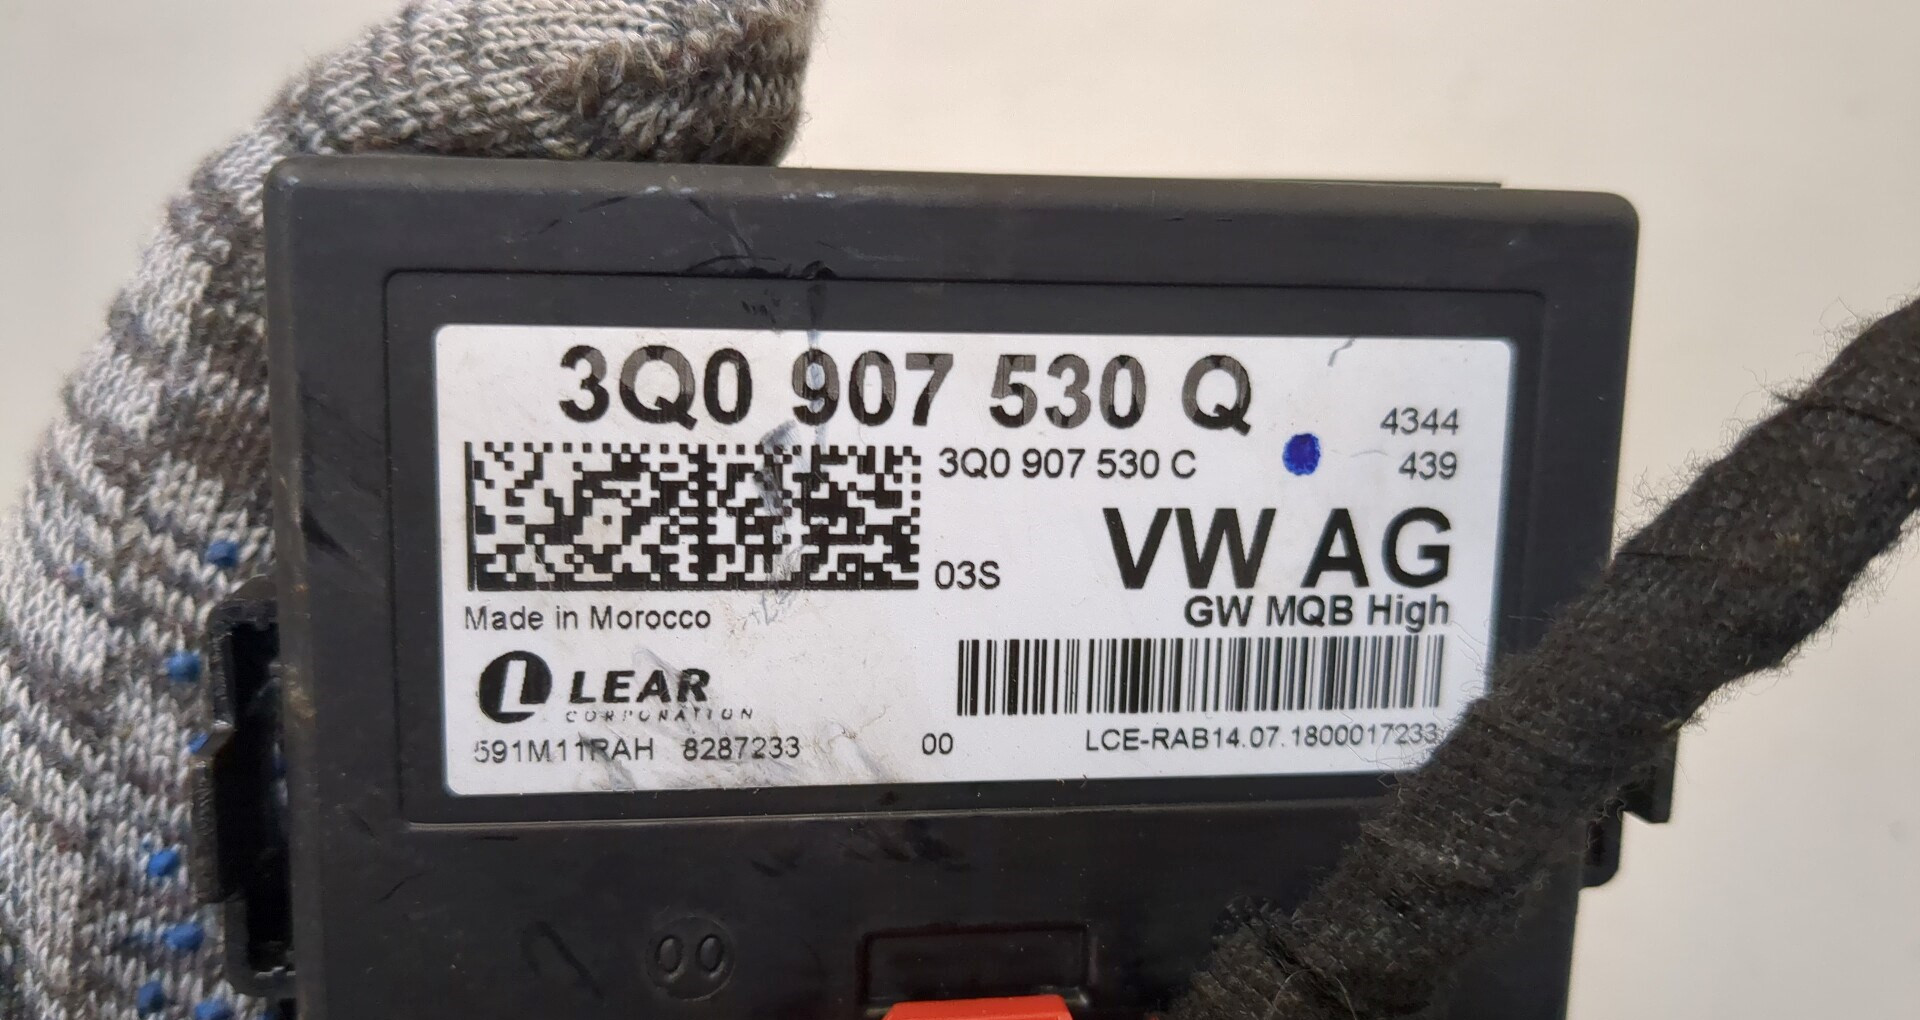 3Q0 907 530 Q
4344
3Q0 907 530 C
439
VW AG
03S
GW MQB High
Made in Morocco
LEAR
CORPORATION
591M11RAH 8287233
00
LCE-RAB14.07.1800017233
00